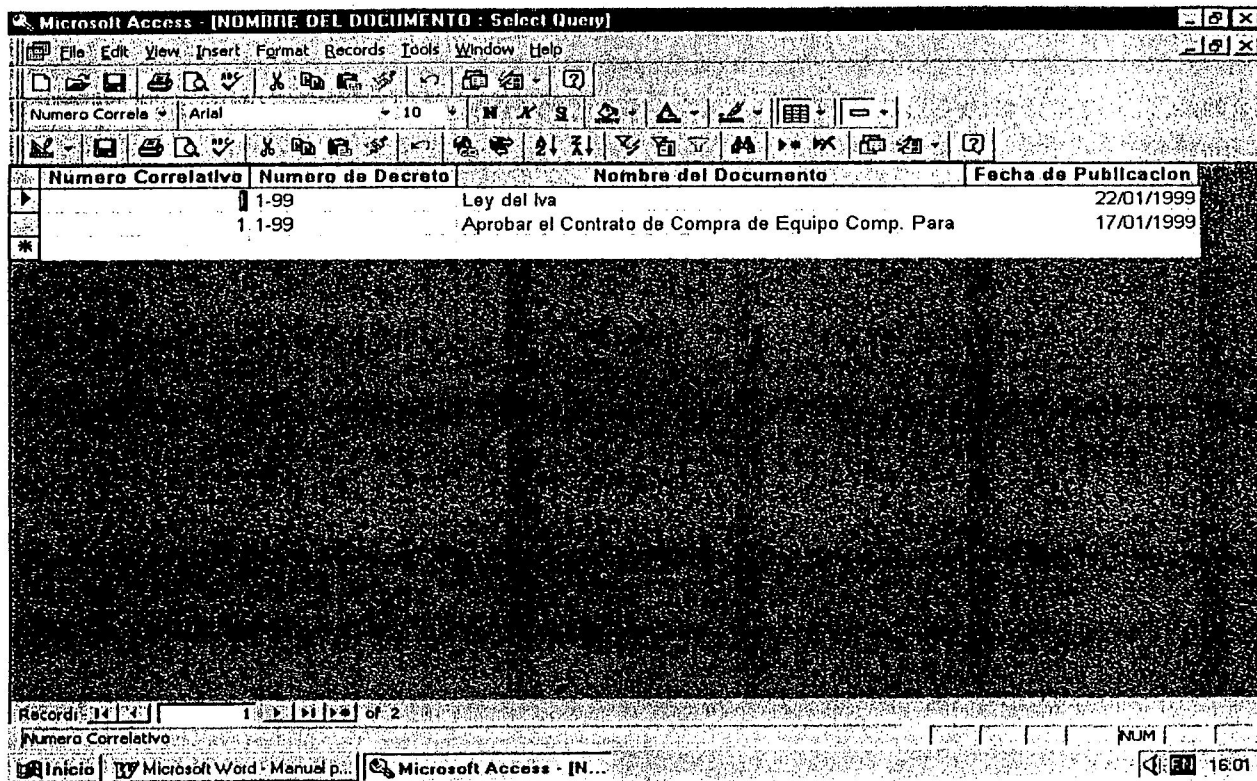 Microsoft Access - [NOMBRE DEL DOCUMENTO : Select Query]
File Edit View Insert Format Records Tools Window Help
Numero Correla Arial 10 N X S
Numero Correlativo Numero de Decreto Nombre del Documento Fecha de Publicacion
1 1-99 Ley del Iva 22/01/1999
1 1-99 Aprobar el Contrato de Compra de Equipo Comp. Para 17/01/1999
Record: 1 of 2
Numero Correlativo NUM
Inicio Microsoft Word - Manual p... Microsoft Access - [N... EN 16:01